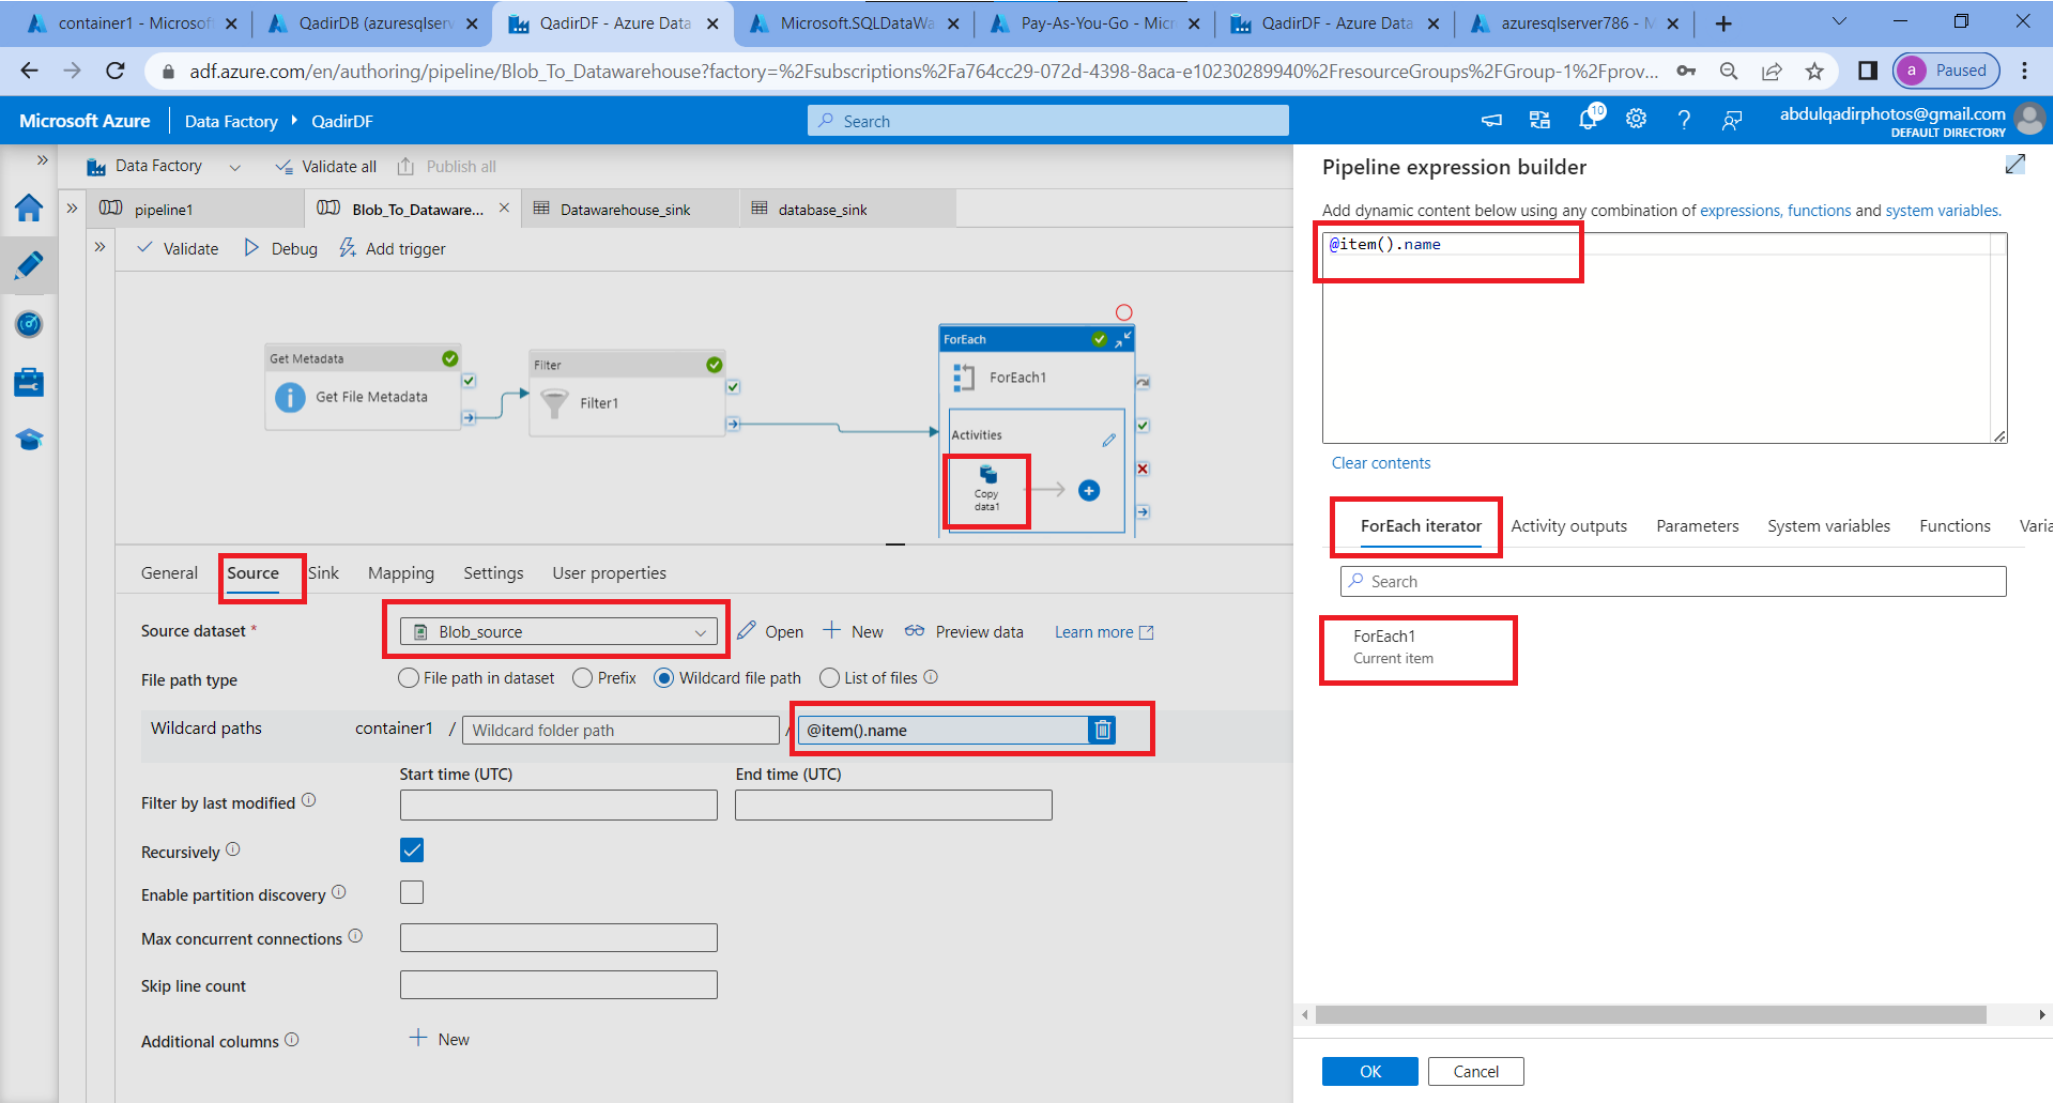 container1 - Microsoft
QadirDB (azuresqlserv
QadirDF - Azure Data
Microsoft.SQLDataWa
Pay-As-You-Go - Micr
QadirDF - Azure Data
azuresqlserver786 - M
adf.azure.com/en/authoring/pipeline/Blob_To_Datawarehouse?factory=%2Fsubscriptions%2Fa764cc29-072d-4398-8aca-e10230289940%2FresourceGroups%2FGroup-1%2Fprov...
a Paused
Microsoft Azure
Data Factory
QadirDF
Search
10
abdulqadirphotos@gmail.com
DEFAULT DIRECTORY
Data Factory
Validate all
Publish all
pipeline1
Blob_To_Dataware...
Datawarehouse_sink
database_sink
Validate
Debug
Add trigger
Get Metadata
Get File Metadata
Filter
Filter1
ForEach
ForEach1
Activities
Copy
data1
General
Source
Sink
Mapping
Settings
User properties
Source dataset *
Blob_source
Open
New
Preview data
Learn more
File path type
File path in dataset
Prefix
Wildcard file path
List of files
Wildcard paths
container1 /
Wildcard folder path
/
@item().name
Start time (UTC)
End time (UTC)
Filter by last modified
Recursively
Enable partition discovery
Max concurrent connections
Skip line count
Additional columns
New
Pipeline expression builder
Add dynamic content below using any combination of expressions, functions and system variables.
@item().name
Clear contents
ForEach iterator
Activity outputs
Parameters
System variables
Functions
Varia
Search
ForEach1
Current item
OK
Cancel